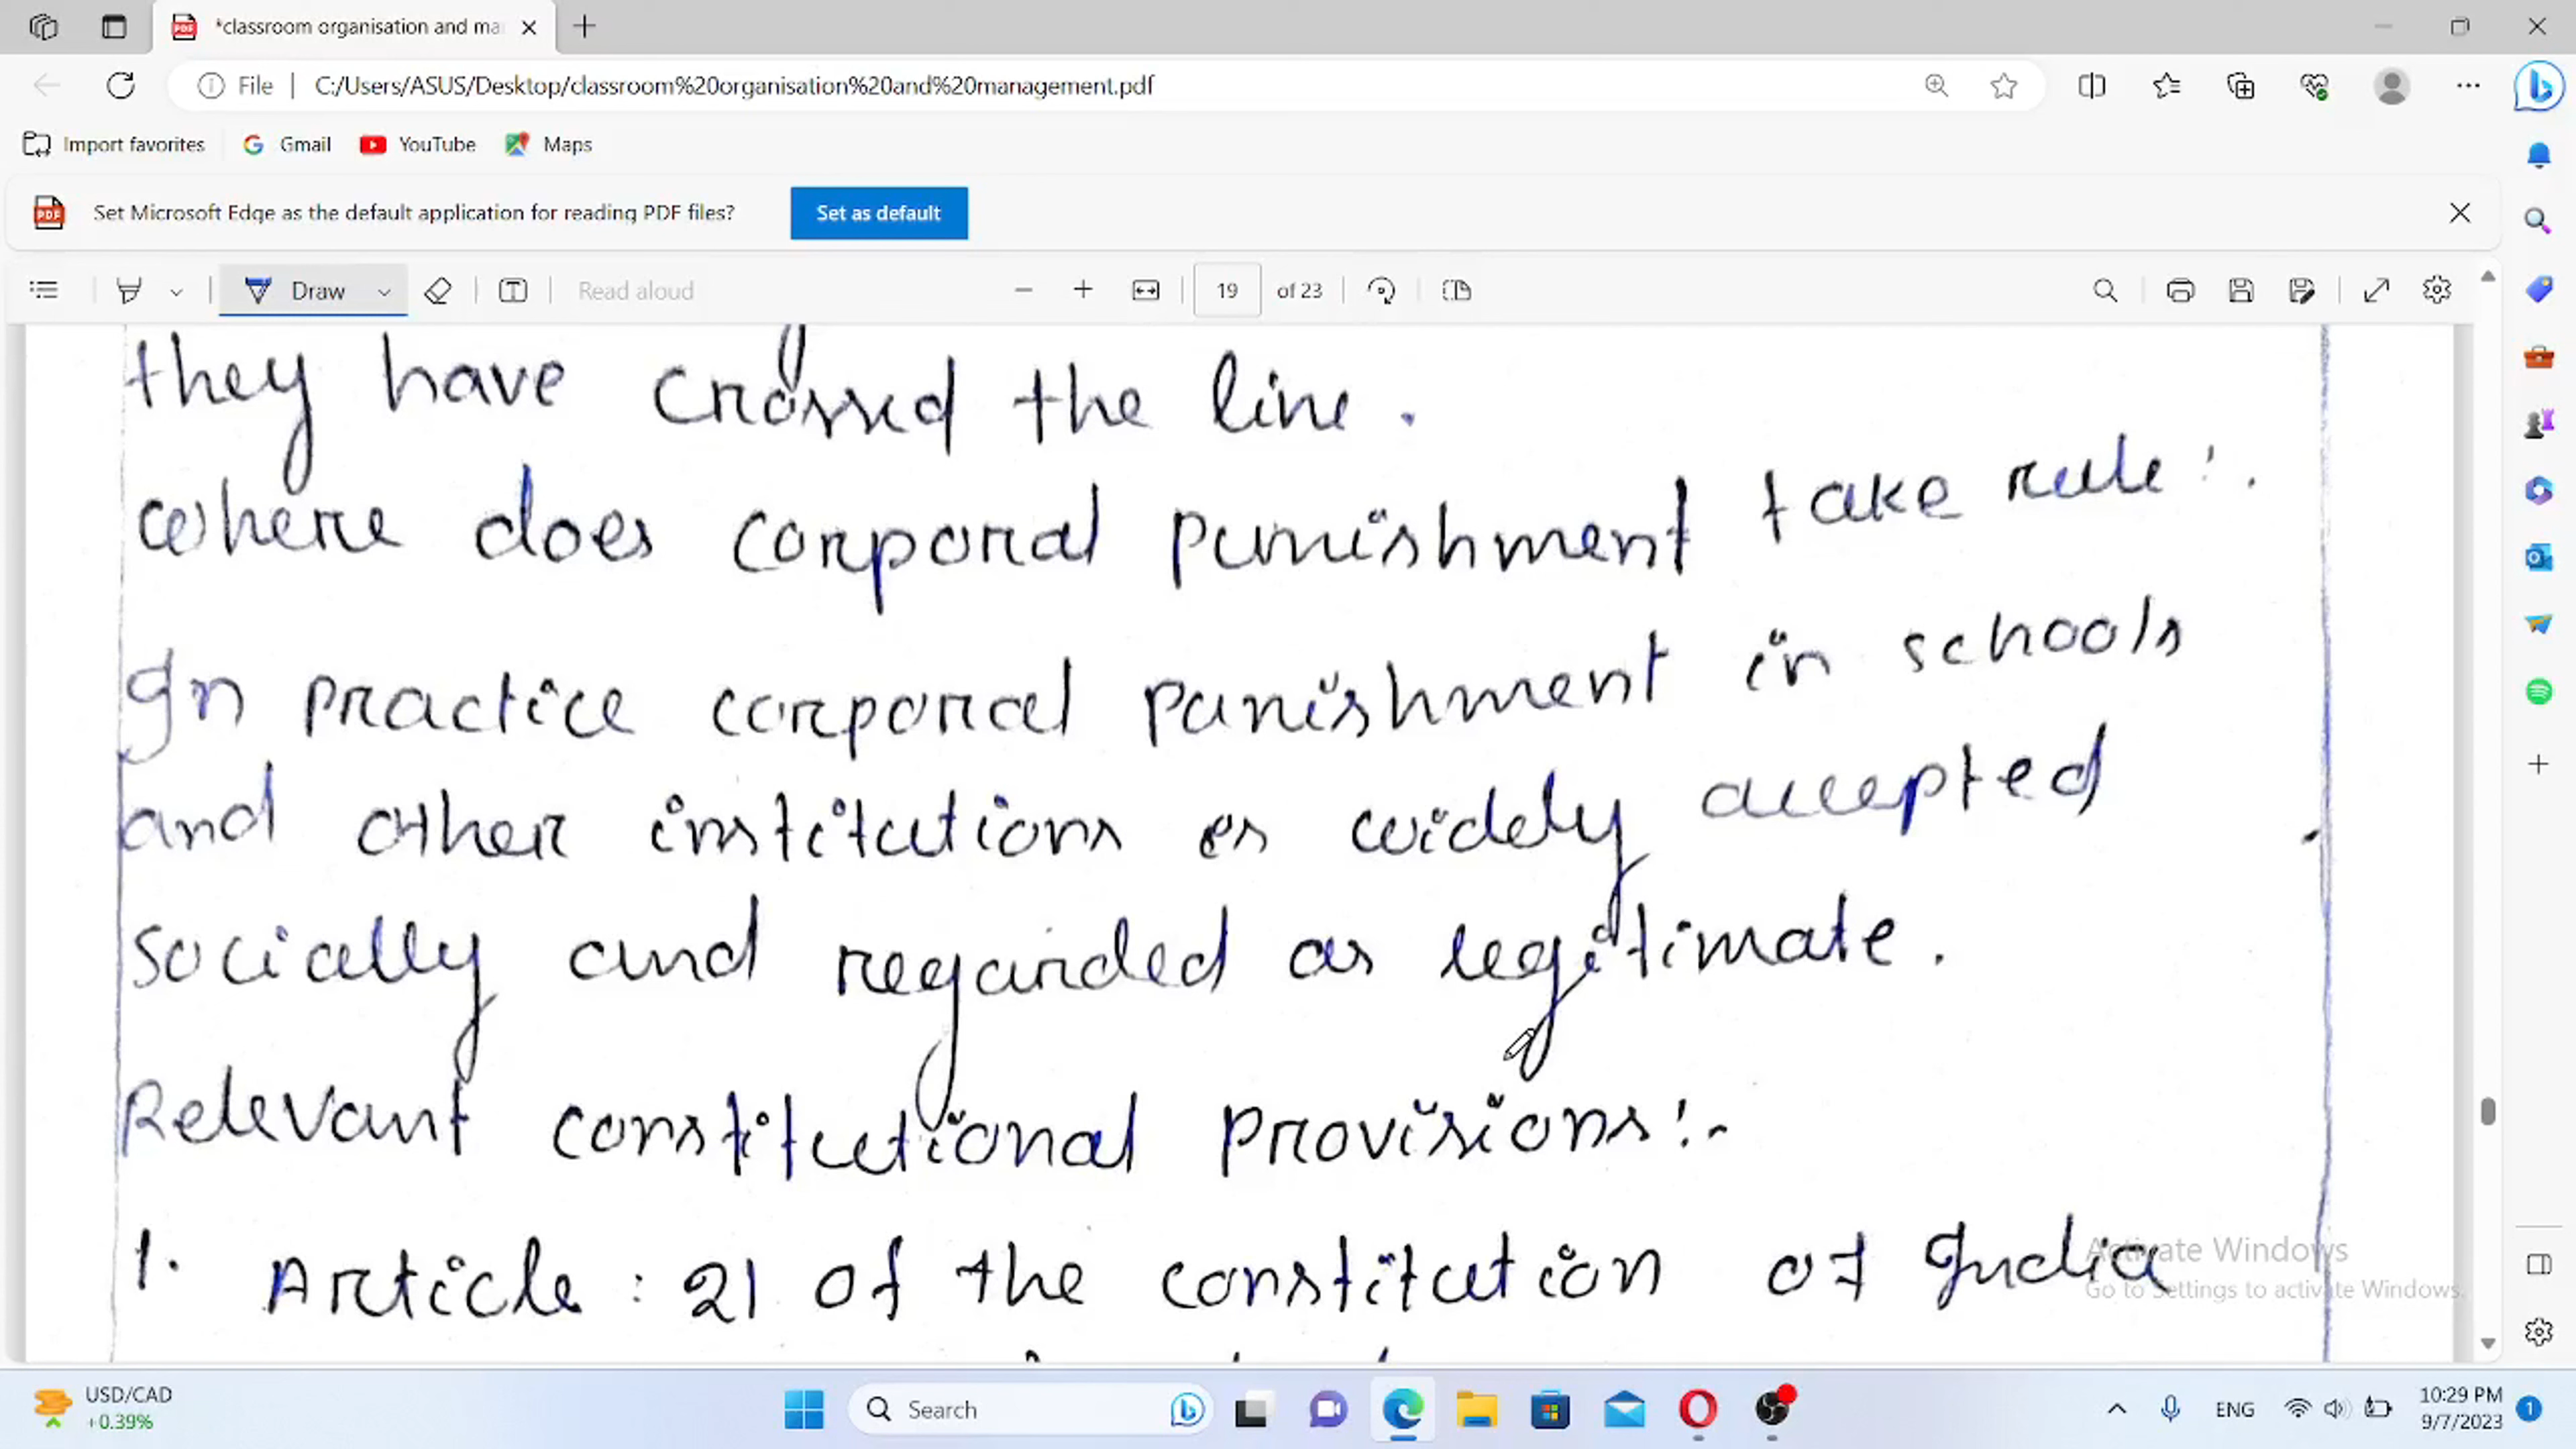 *classroom organisation and ma
File | C:/Users/ASUS/Desktop/classroom%20organisation%20and%20management.pdf
Import favorites Gmail YouTube Maps
Set Microsoft Edge as the default application for reading PDF files? Set as default
Draw Read aloud 19 of 23
they have crossed the line.
where does corporal punishment take rule:.
In practice corporal punishment in schools
and other institutions es widely accepted
socially and regarded as legitimate.
Relevant constitutional provisions:-
1. Article: 21 of the constitution of India
Activate Windows
Go to Settings to activate Windows.
USD/CAD
+0.39%
Search
ENG
10:29 PM
9/7/2023
1